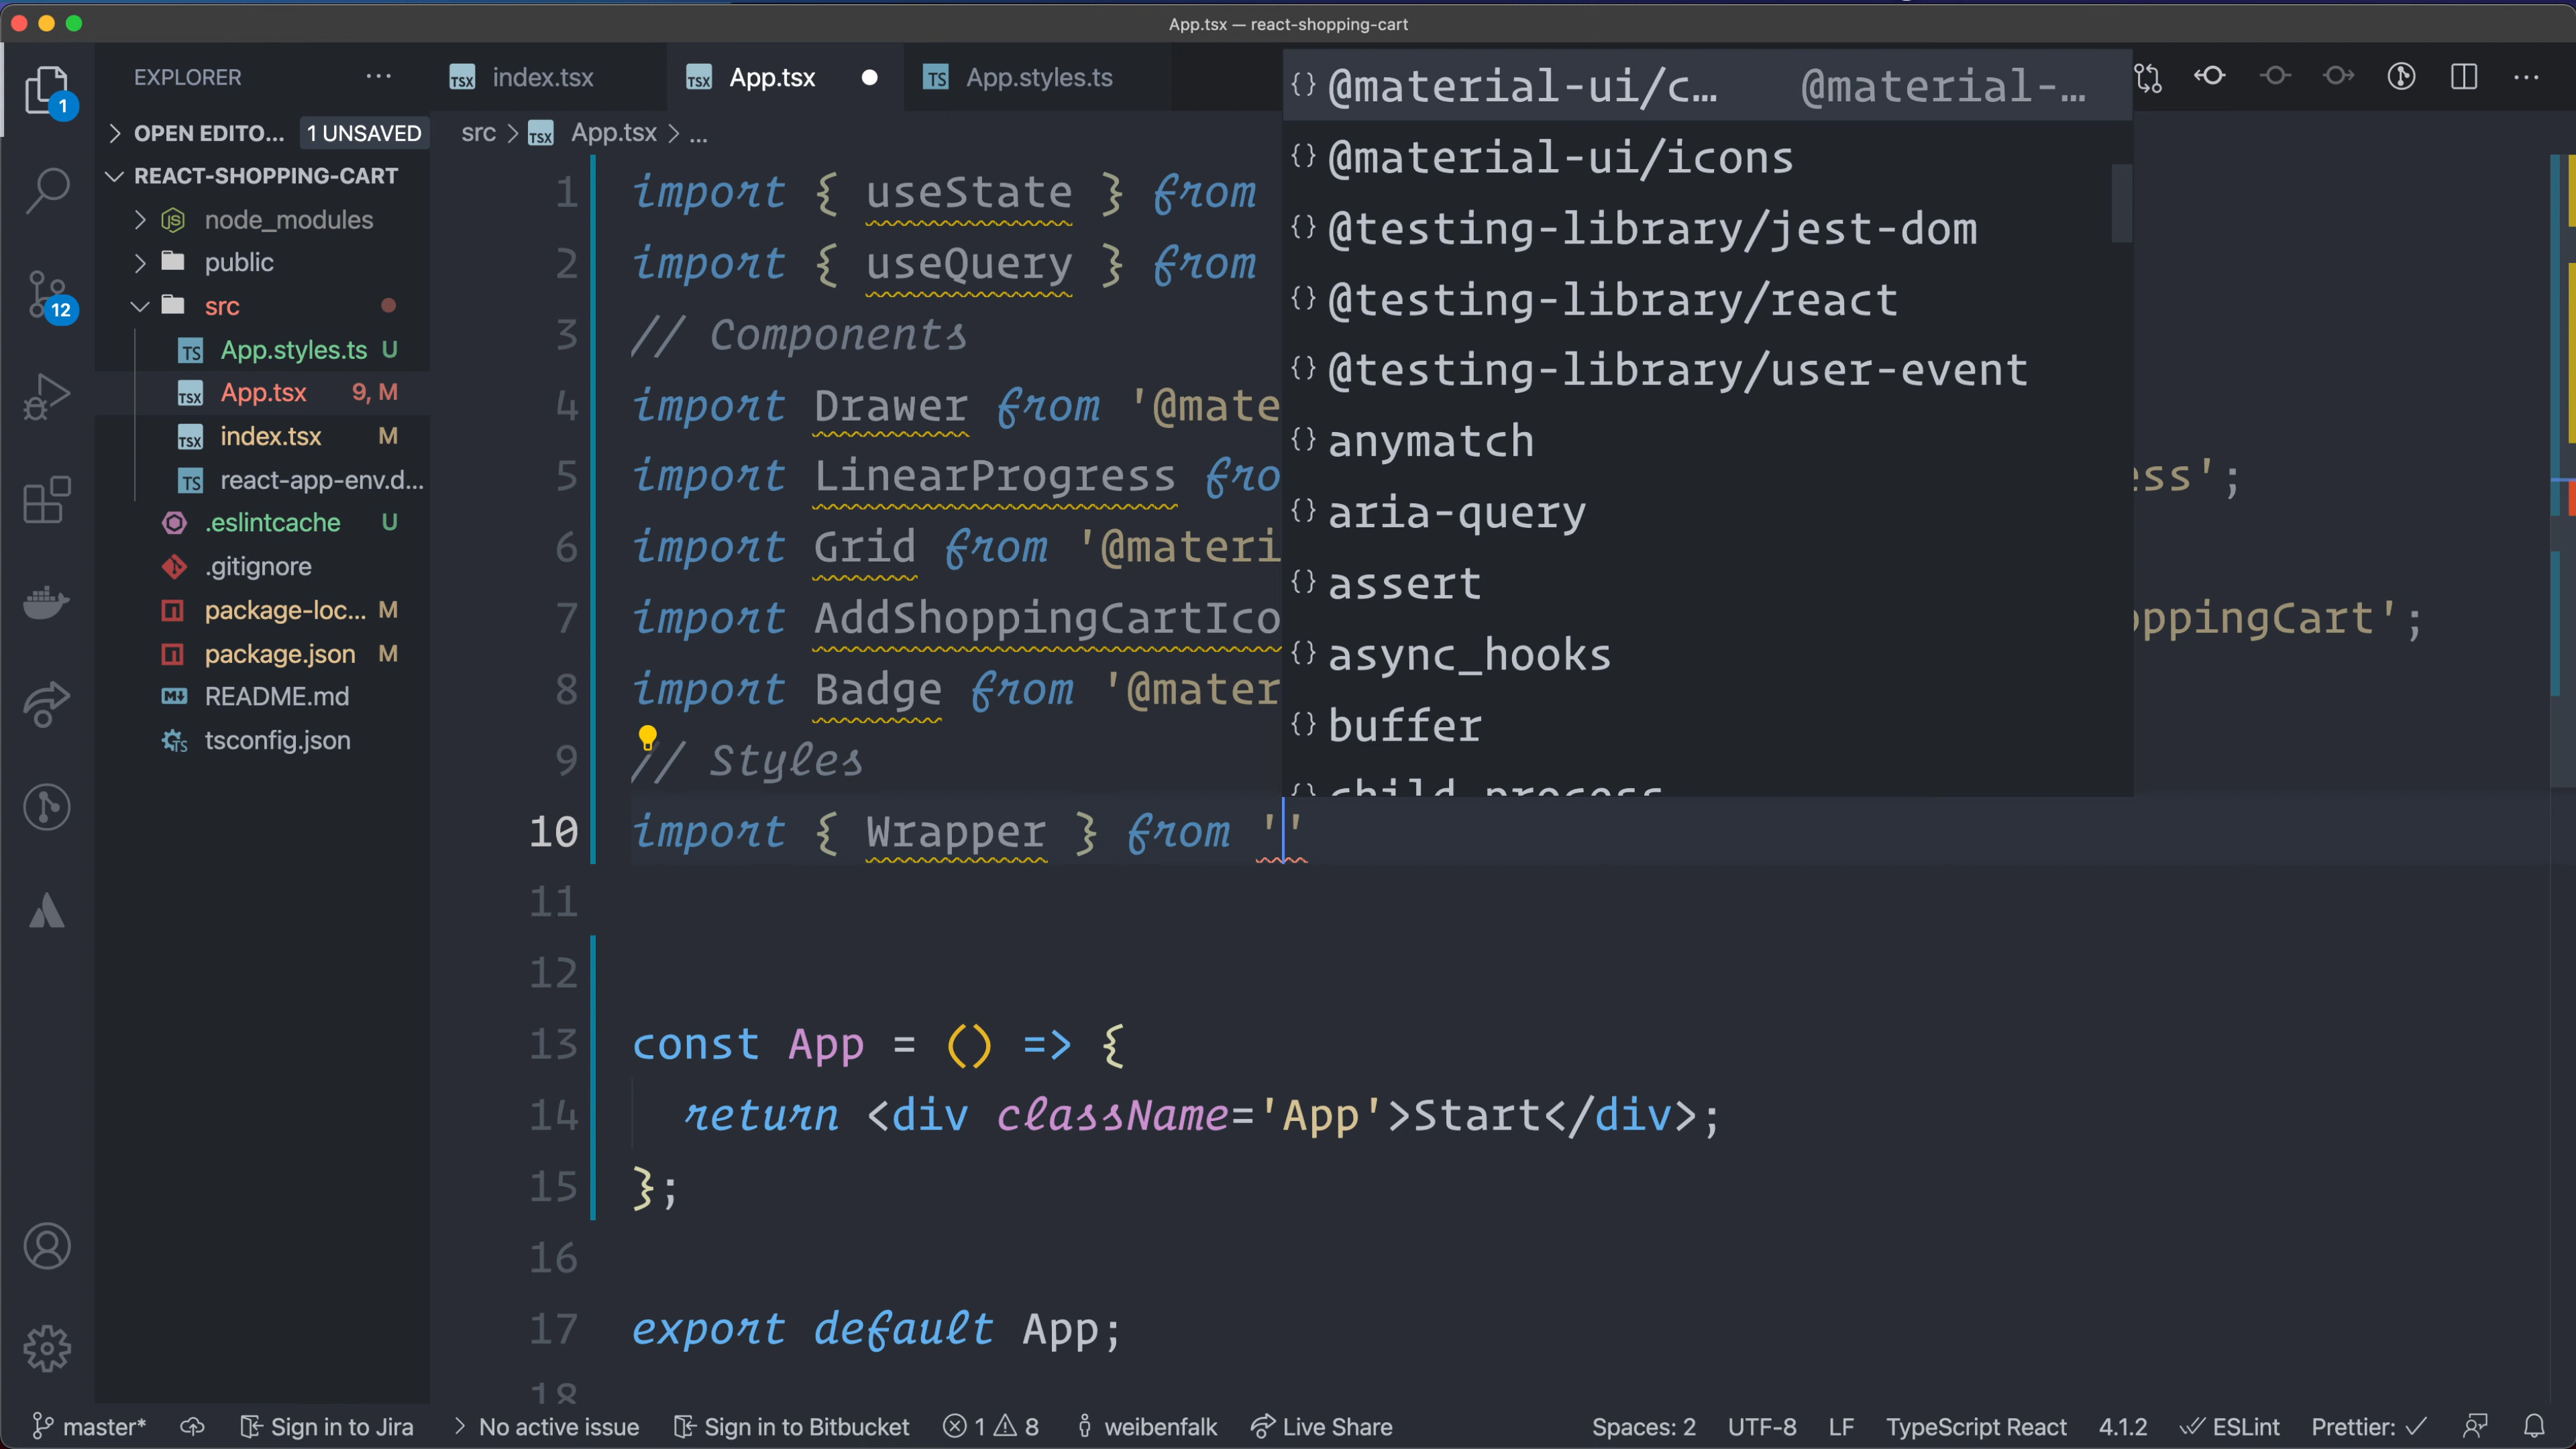 App.tsx — react-shopping-cart
EXPLORER
index.tsx
App.tsx
App.styles.ts
OPEN EDITO... 1 UNSAVED
REACT-SHOPPING-CART
node_modules
public
src
App.styles.ts U
App.tsx 9, M
index.tsx M
react-app-env.d...
.eslintcache U
.gitignore
package-loc... M
package.json M
README.md
tsconfig.json
1
12
src > App.tsx > ...
1 import { useState } from
2 import { useQuery } from
3 // Components
4 import Drawer from '@mate
5 import LinearProgress fro ess';
6 import Grid from '@materi
7 import AddShoppingCartIco ppingCart';
8 import Badge from '@mater
9 // Styles
10 import { Wrapper } from ''
11
12
13 const App = () => {
14 return <div className='App'>Start</div>;
15 };
16
17 export default App;
18
{} @material-ui/c... @material-...
{} @material-ui/icons
{} @testing-library/jest-dom
{} @testing-library/react
{} @testing-library/user-event
{} anymatch
{} aria-query
{} assert
{} async_hooks
{} buffer
{} child_process
master* Sign in to Jira > No active issue Sign in to Bitbucket 1 8 weibenfalk Live Share Spaces: 2 UTF-8 LF TypeScript React 4.1.2 ESLint Prettier: ✓